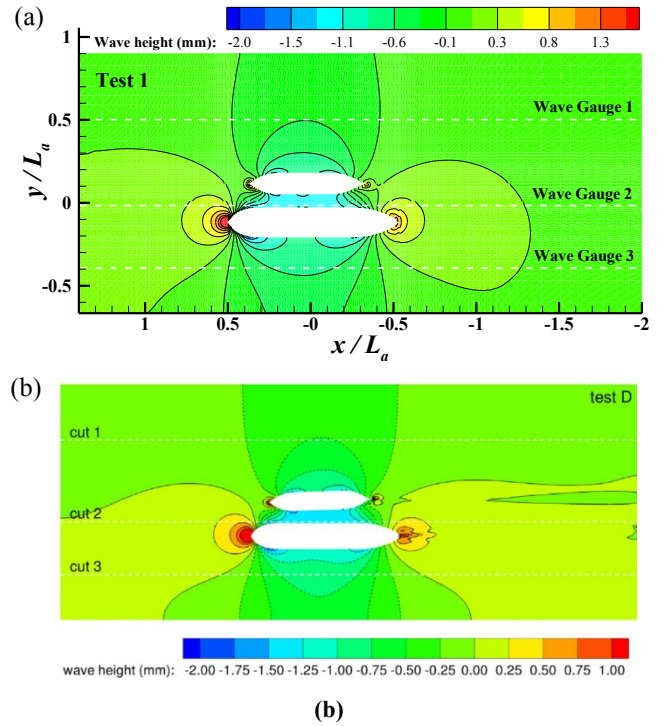 (a)
Wave height (mm): -2.0 -1.5 -1.1 -0.6 -0.1 0.3 0.8 1.3
Test 1
Wave Gauge 1
Wave Gauge 2
Wave Gauge 3
y / La
1
0.5
0
-0.5
1 0.5 -0 -0.5 -1 -1.5 -2
x / La
(b)
test D
cut 1
cut 2
cut 3
wave height (mm): -2.00 -1.75 -1.50 -1.25 -1.00 -0.75 -0.50 -0.25 0.00 0.25 0.50 0.75 1.00
(b)